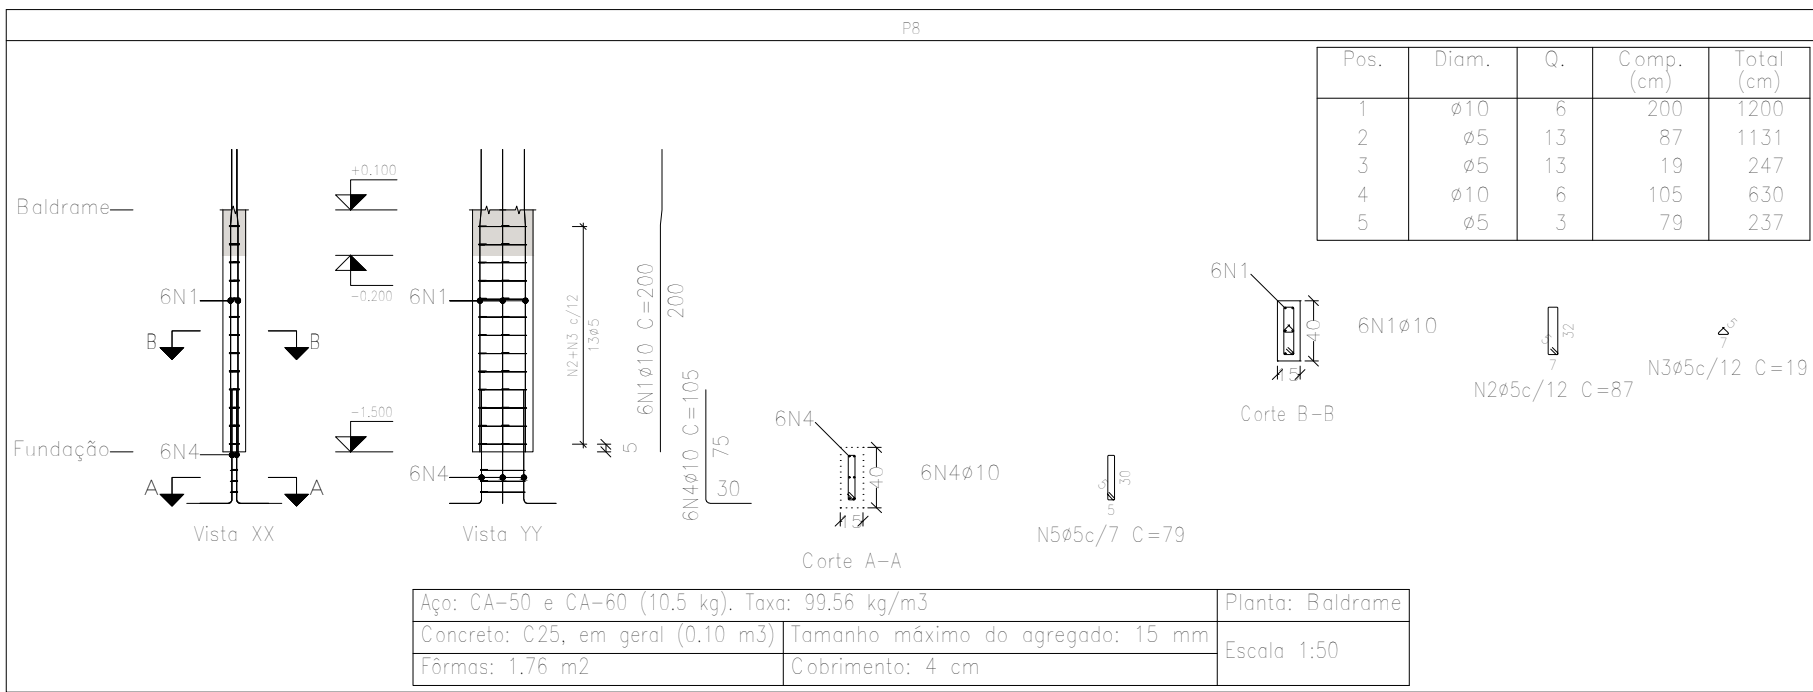 P8
Pos. Diam. Q. Comp. (cm) Total (cm)
1 ø10 6 200 1200
2 ø5 13 87 1131
3 ø5 13 19 247
4 ø10 6 105 630
5 ø5 3 79 237
Baldrame
Fundação
6N1
B B
6N4
A A
Vista XX
+0.100
-0.200
-1.500
6N1
6N4
Vista YY
N2+N3 c/12
13ø5
5
6N1ø10 C=200
200
6N4ø10 C=105
75
30
6N4
40
15
Corte A-A
6N4ø10
5
30
5
N5ø5c/7 C=79
6N1
40
15
Corte B-B
6N1ø10
5
32
7
N2ø5c/12 C=87
5
7
N3ø5c/12 C=19
Aço: CA-50 e CA-60 (10.5 kg). Taxa: 99.56 kg/m3
Planta: Baldrame
Concreto: C25, em geral (0.10 m3)
Tamanho máximo do agregado: 15 mm
Escala 1:50
Fôrmas: 1.76 m2
Cobrimento: 4 cm